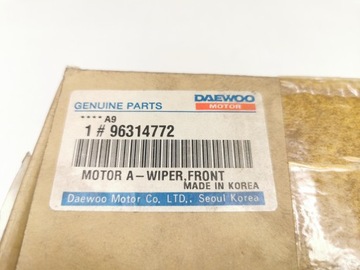 GENUINE PARTS
DAEWOO
MOTOR
**** A9
1 # 96314772
MOTOR A-WIPER,FRONT
MADE IN KOREA
Daewoo Motor Co, LTD,. Seoul Korea